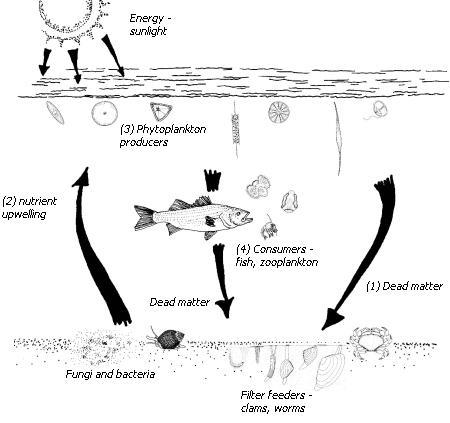 Energy -
sunlight
(3) Phytoplankton
producers
(2) nutrient
upwelling
(4) Consumers -
fish, zooplankton
(1) Dead matter
Dead matter
Fungi and bacteria
Filter feeders -
clams, worms